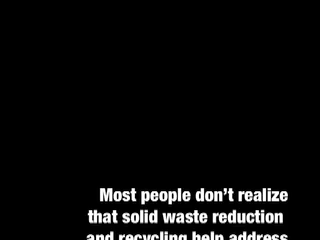 Most people don't realize
that solid waste reduction
and recycling help address